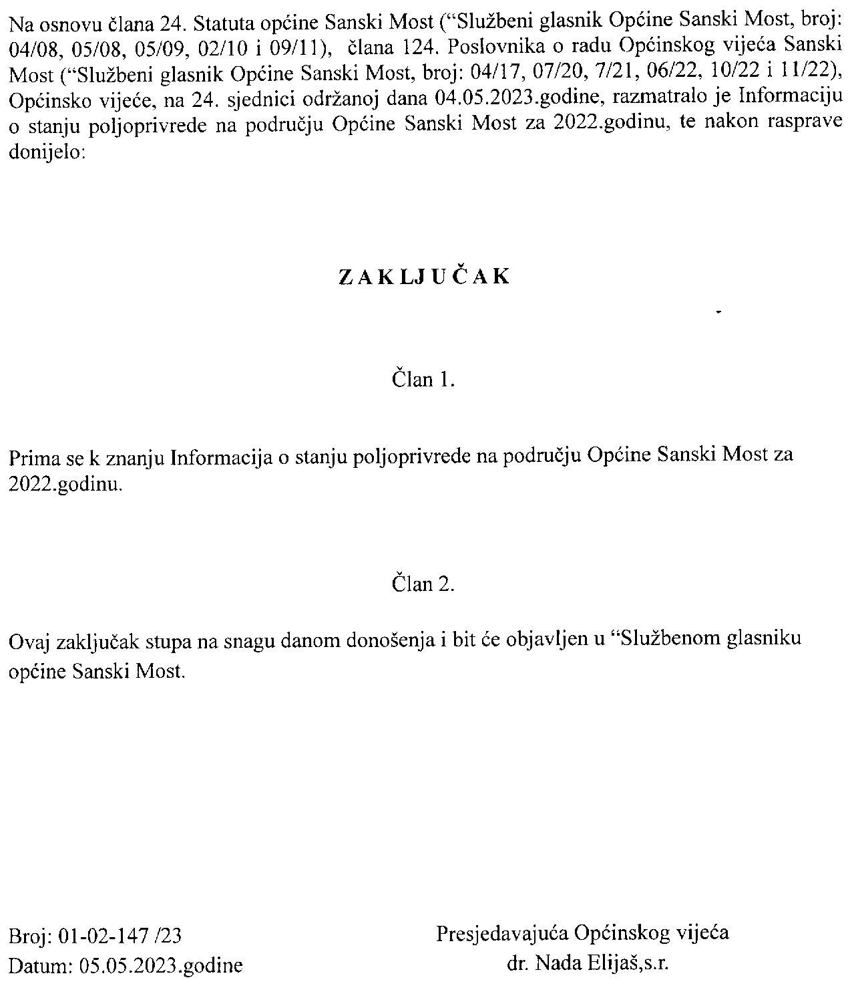 Na osnovu člana 24. Statuta općine Sanski Most (“Službeni glasnik Općine Sanski Most, broj:
04/08, 05/08, 05/09, 02/10 i 09/11), člana 124. Poslovnika o radu Općinskog vijeća Sanski
Most (“Službeni glasnik Općine Sanski Most, broj: 04/17, 07/20, 7/21, 06/22, 10/22 i 11/22),
Općinsko vijeće, na 24. sjednici održanoj dana 04.05.2023.godine, razmatralo je Informaciju
o stanju poljoprivrede na području Općine Sanski Most za 2022.godinu, te nakon rasprave
donijelo:
Z A K LJ U Č A K
Član 1.
Prima se k znanju Informacija o stanju poljoprivrede na području Općine Sanski Most za
2022.godinu.
Član 2.
Ovaj zaključak stupa na snagu danom donošenja i bit će objavljen u “Službenom glasniku
općine Sanski Most.
Broj: 01-02-147 /23
Presjedavajuća Općinskog vijeća
Datum: 05.05.2023.godine
dr. Nada Elijaš,s.r.